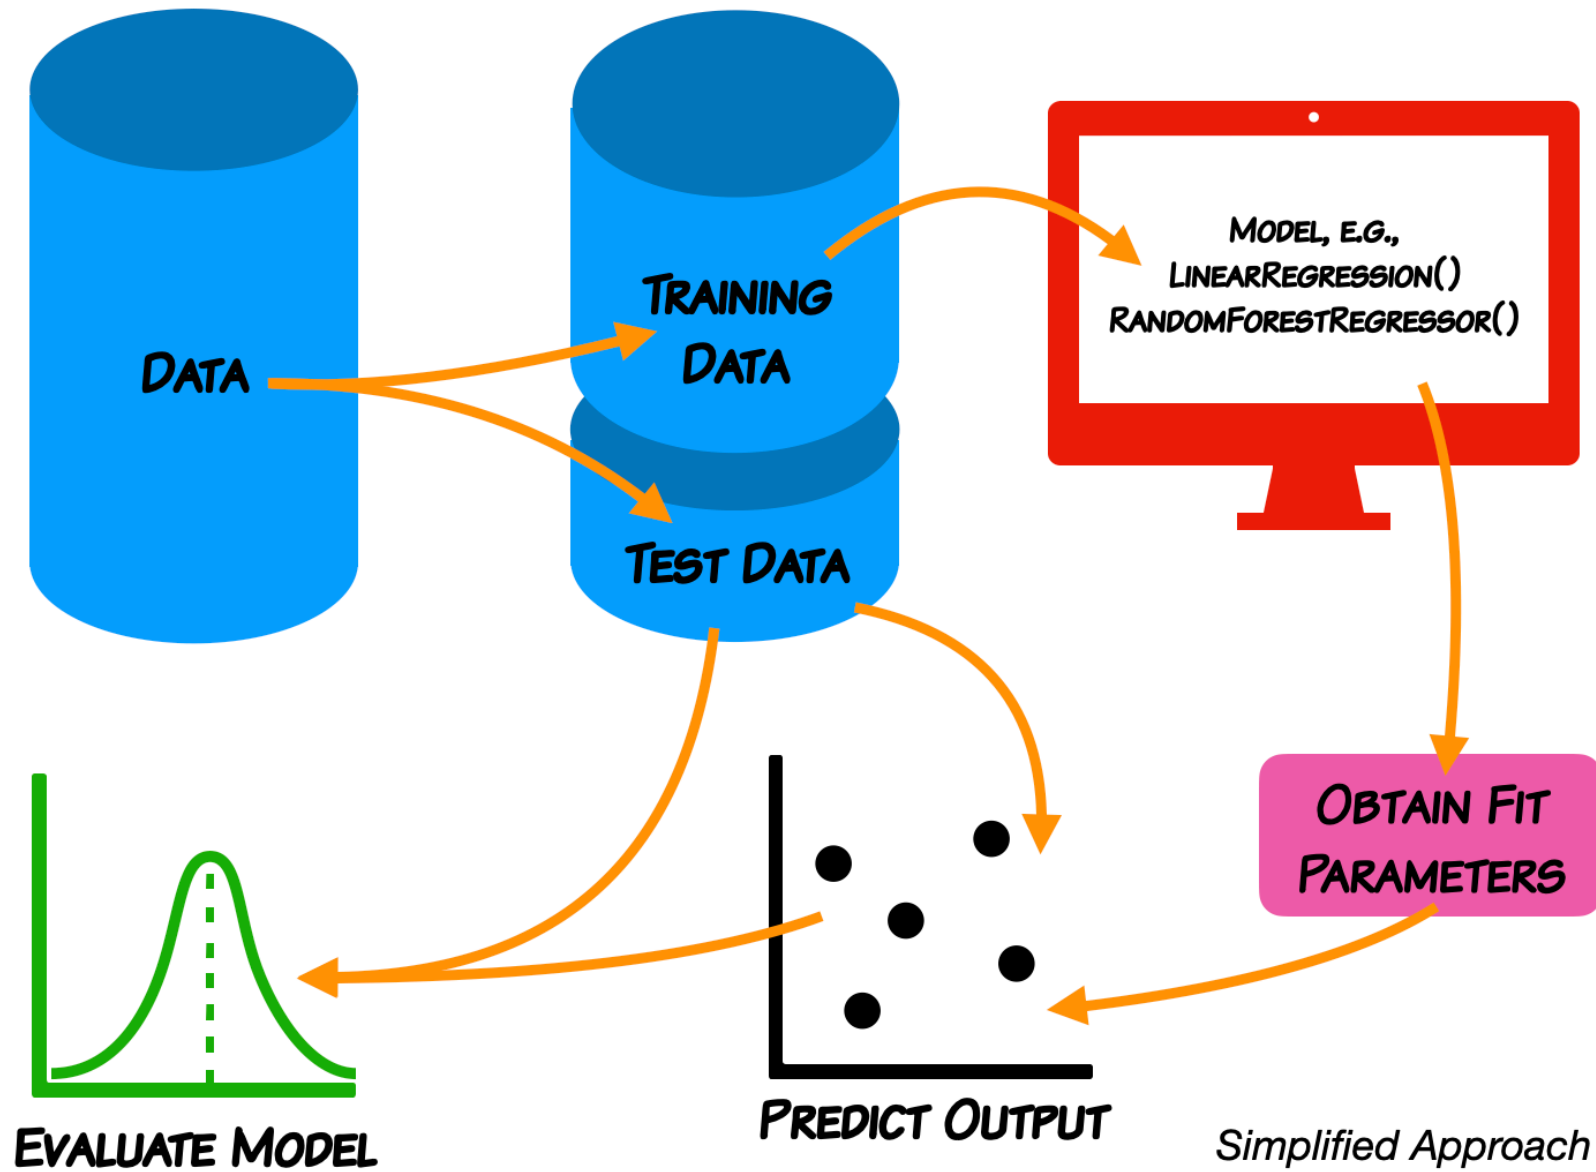 Data
Training
Data
Test Data
Model, e.g.,
LinearRegression()
RandomForestRegressor()
Obtain Fit
Parameters
Predict Output
Evaluate Model
Simplified Approach